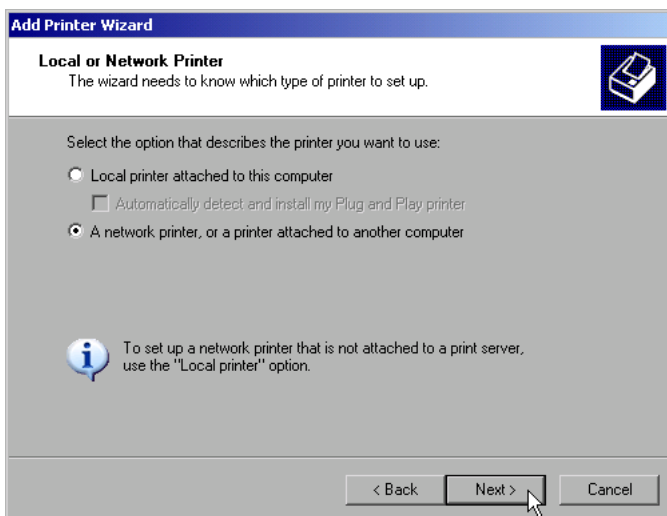 Add Printer Wizard
Local or Network Printer
The wizard needs to know which type of printer to set up.
Select the option that describes the printer you want to use:
Local printer attached to this computer
Automatically detect and install my Plug and Play printer
A network printer, or a printer attached to another computer
To set up a network printer that is not attached to a print server,
use the "Local printer" option.
< Back Next > Cancel